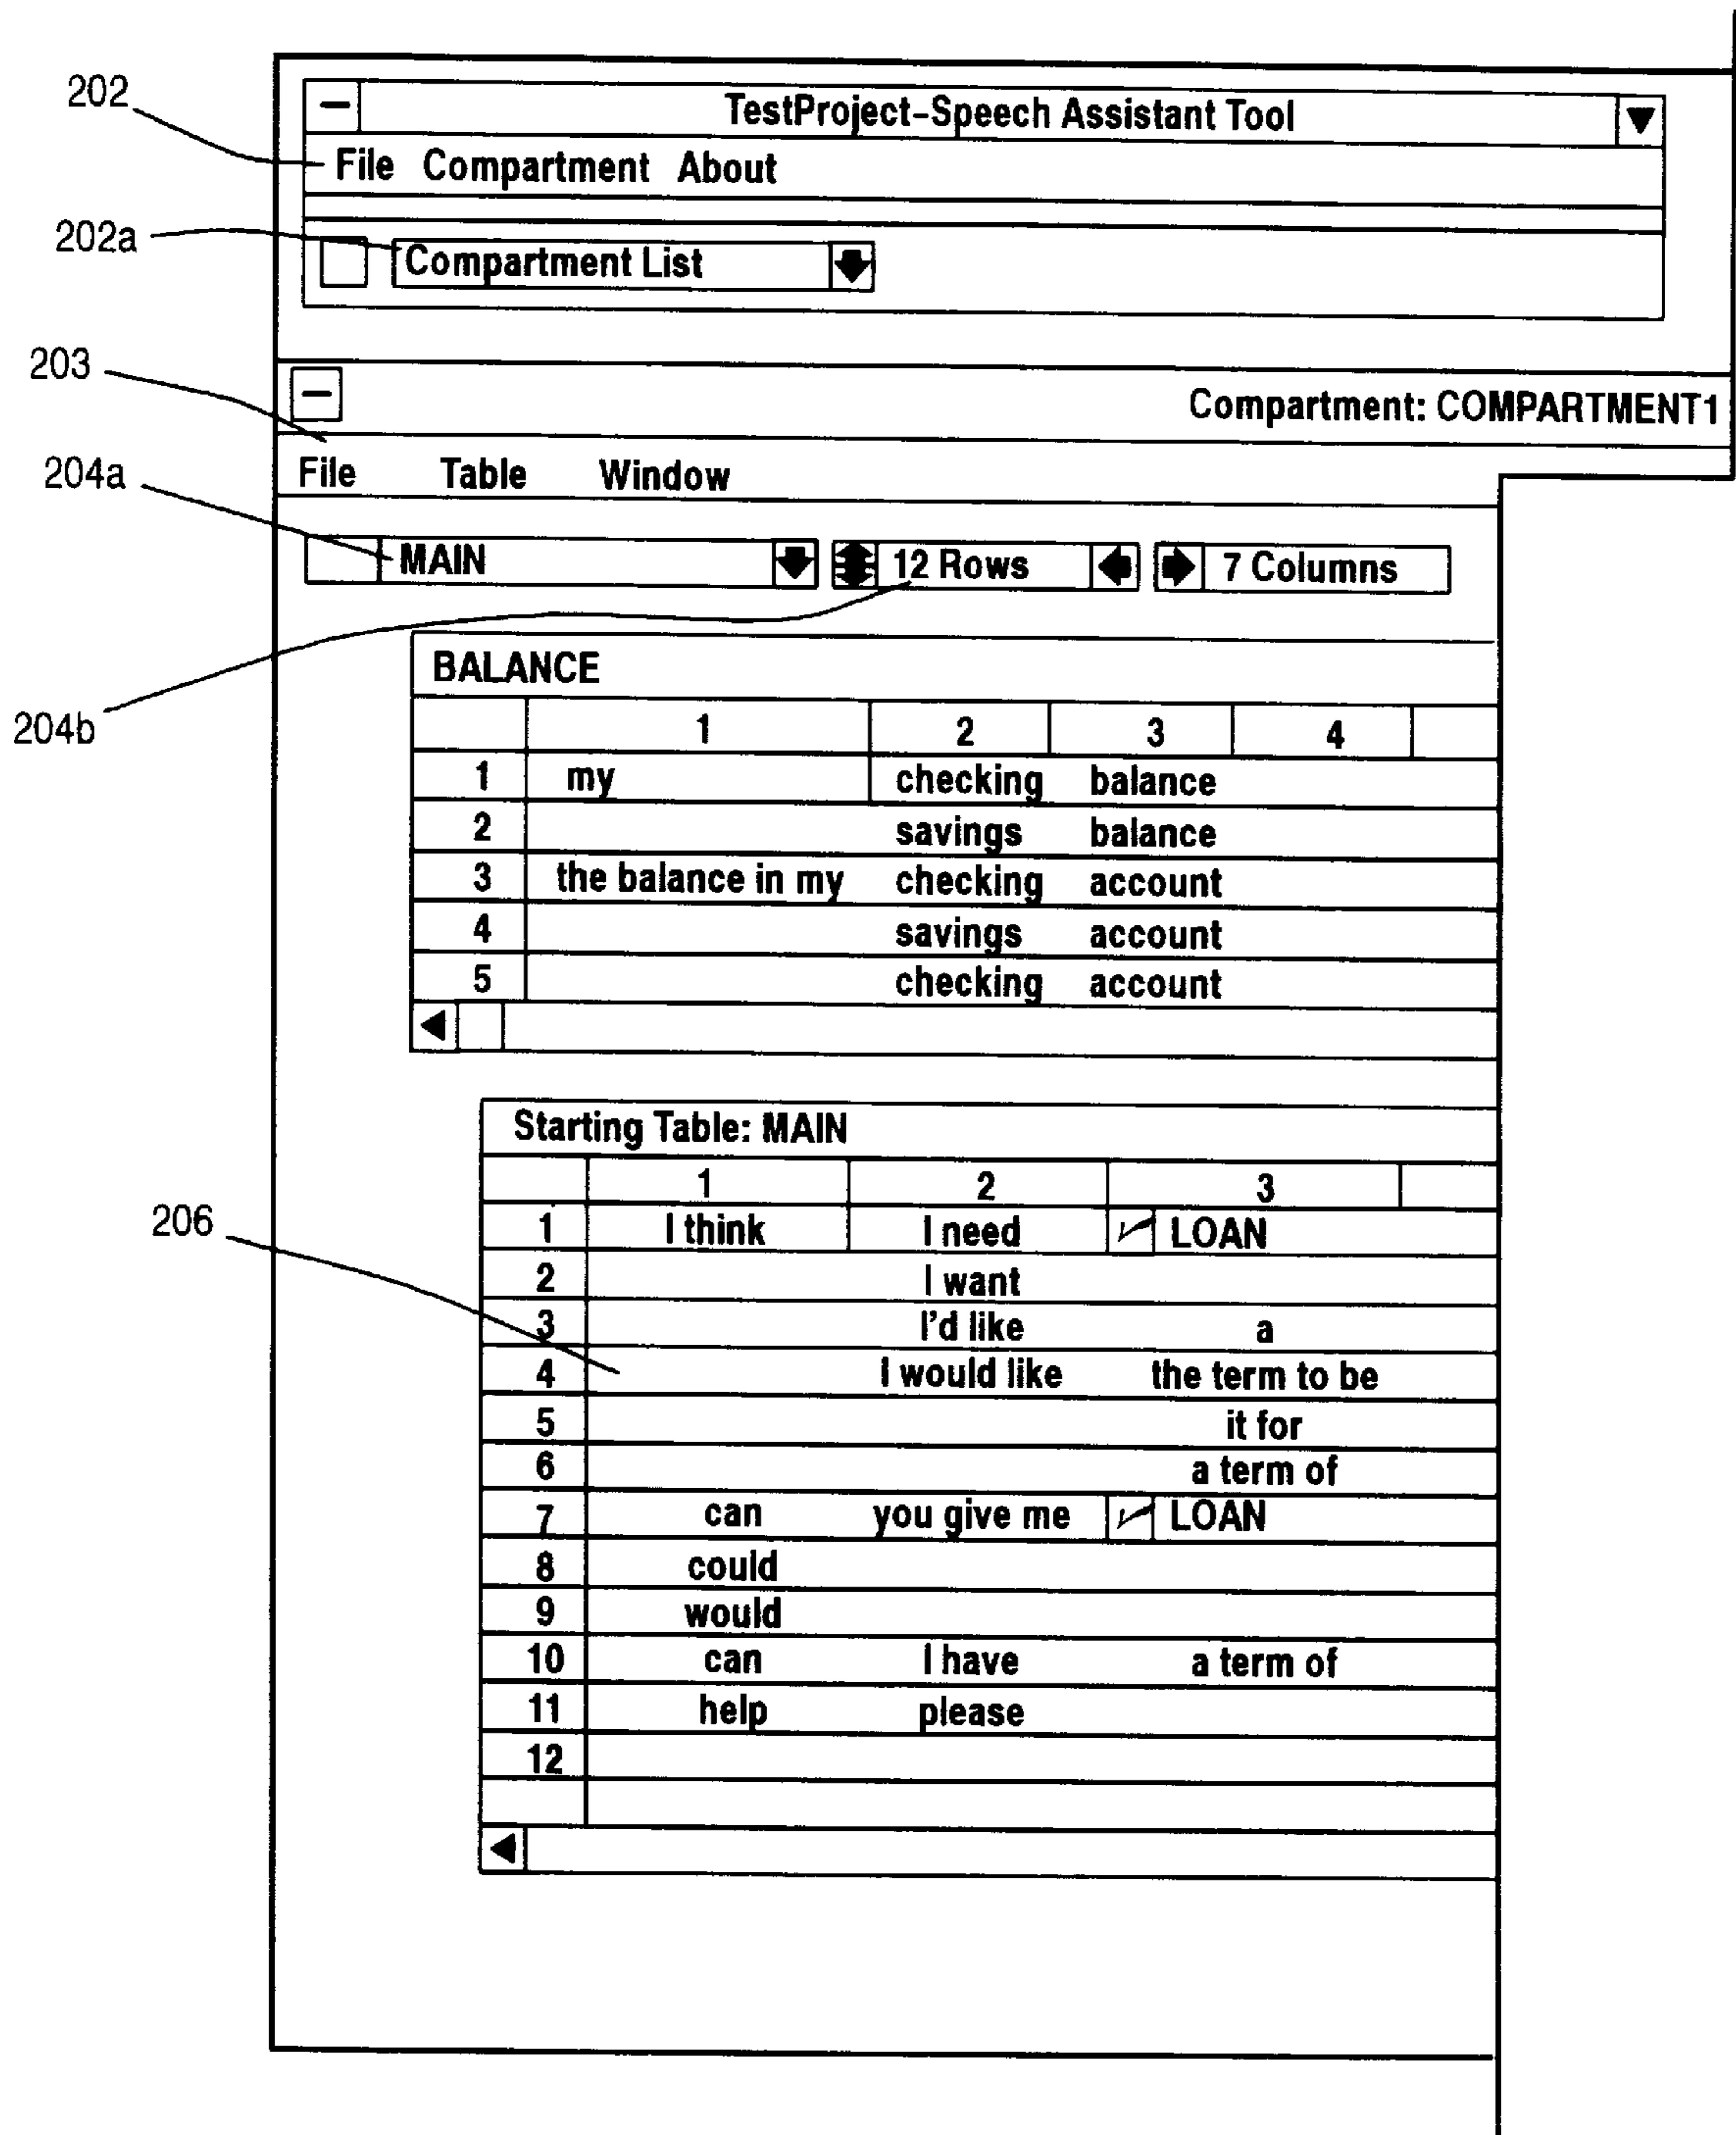 202
TestProject-Speech Assistant Tool
File Compartment About
202a
Compartment List
203
Compartment: COMPARTMENT1
204a
File Table Window
MAIN 12 Rows 7 Columns
204b
BALANCE
1 2 3 4
1 my checking balance
2 savings balance
3 the balance in my checking account
4 savings account
5 checking account
Starting Table: MAIN
1 2 3
206
1 I think I need LOAN
2 I want
3 I'd like a
4 I would like the term to be
5 it for
6 a term of
7 can you give me LOAN
8 could
9 would
10 can I have a term of
11 help please
12